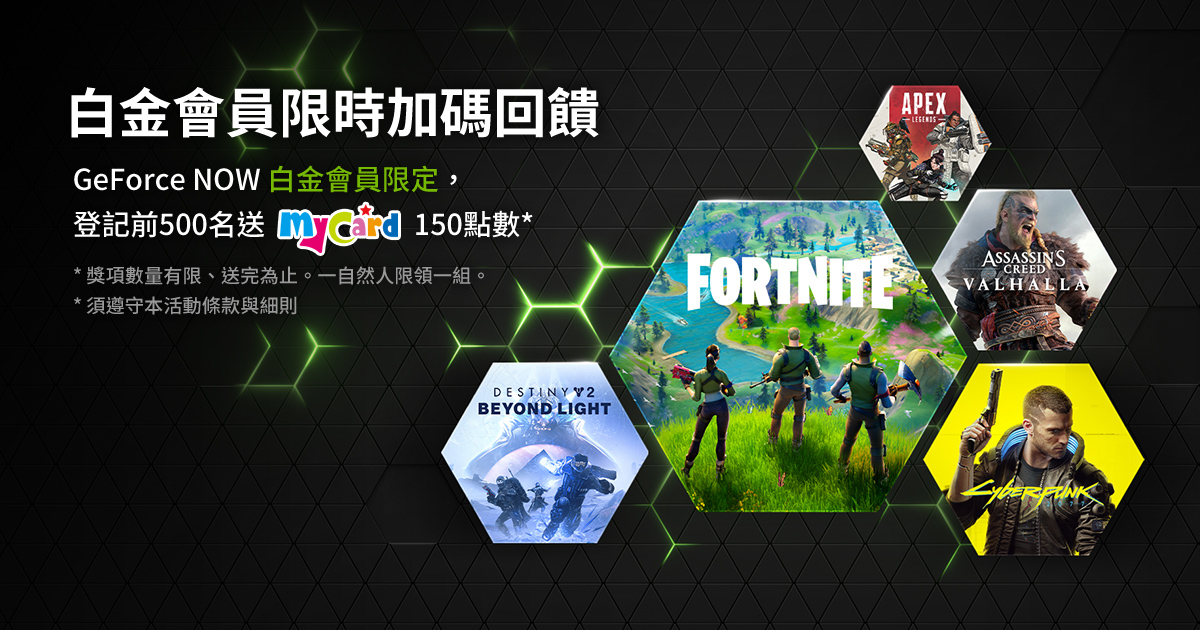 白金會員限時加碼回饋
GeForce NOW 白金會員限定，
登記前500名送 MyCard 150點數*
* 獎項數量有限、送完為止。一自然人限領一組。
* 須遵守本活動條款與細則
APEX
LEGENDS
ASSASSIN'S
CREED
VALHALLA
FORTNITE
DESTINY 2
BEYOND LIGHT
CYBERPUNK